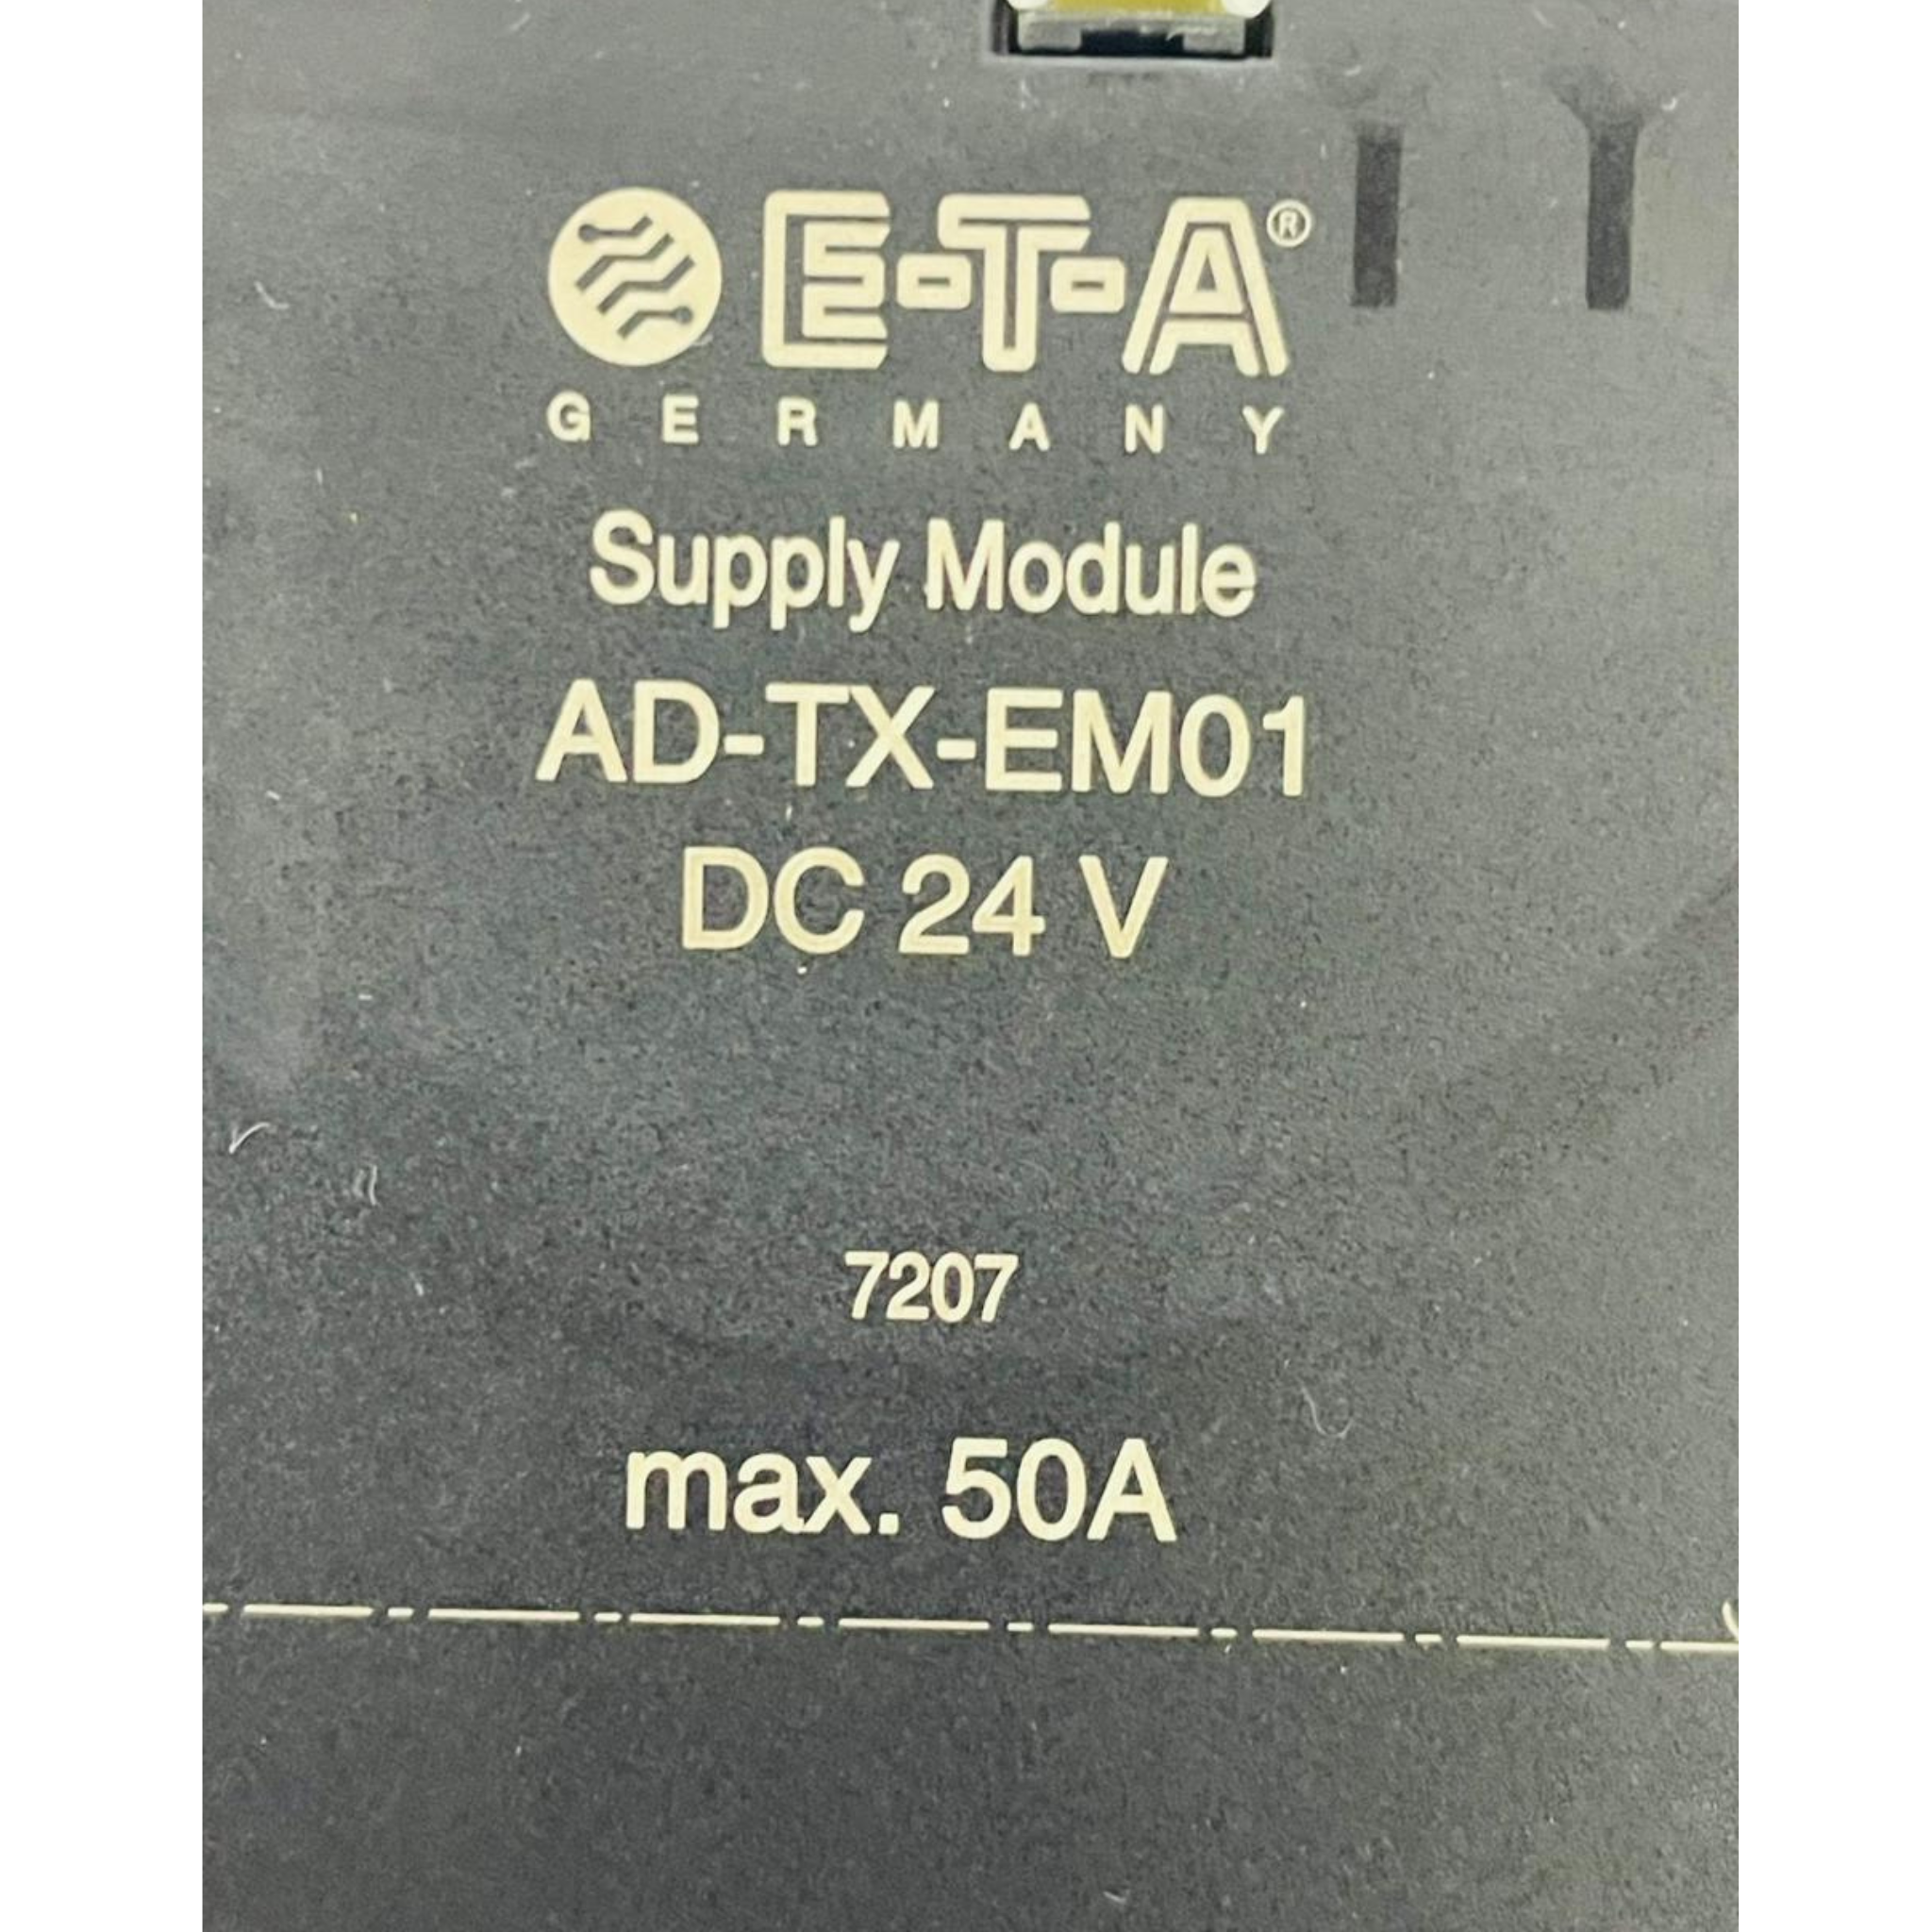 E-T-A®
GERMANY
Supply Module
AD-TX-EM01
DC 24 V
7207
max. 50A